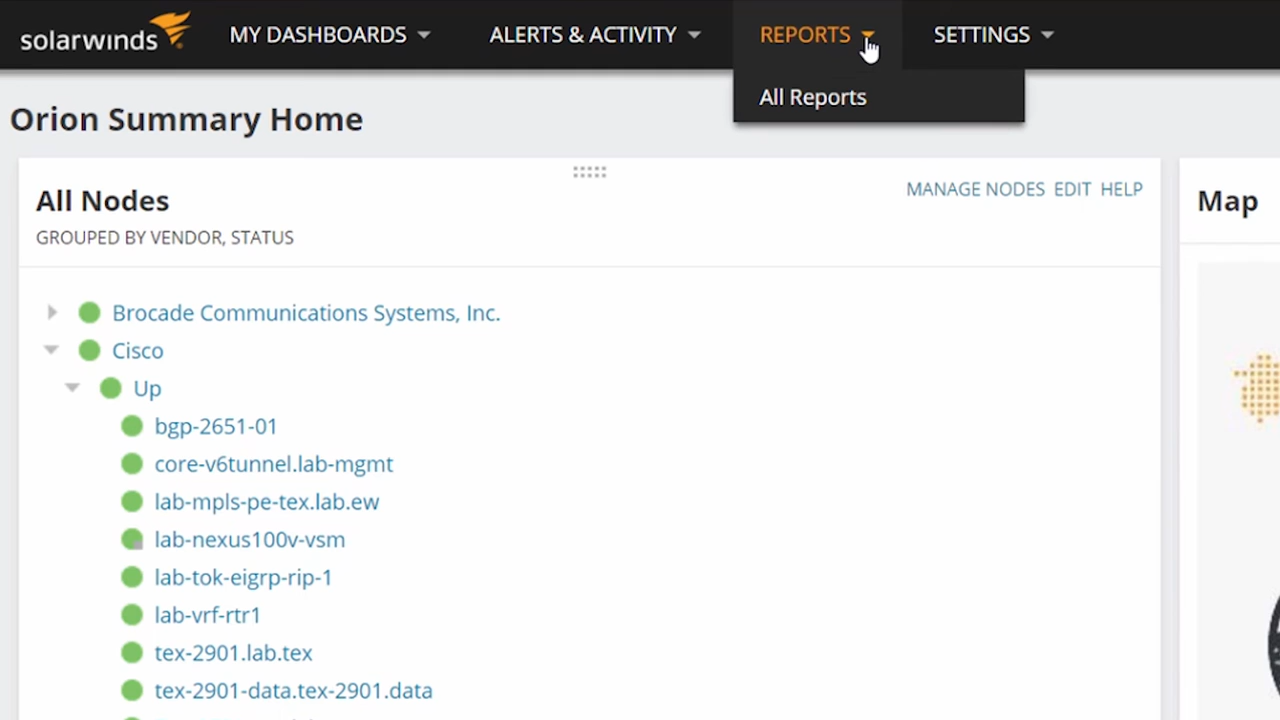 solarwinds MY DASHBOARDS ALERTS & ACTIVITY REPORTS SETTINGS
All Reports
Orion Summary Home
All Nodes MANAGE NODES EDIT HELP Map
GROUPED BY VENDOR, STATUS
Brocade Communications Systems, Inc.
Cisco
Up
bgp-2651-01
core-v6tunnel.lab-mgmt
lab-mpls-pe-tex.lab.ew
lab-nexus100v-vsm
lab-tok-eigrp-rip-1
lab-vrf-rtr1
tex-2901.lab.tex
tex-2901-data.tex-2901.data